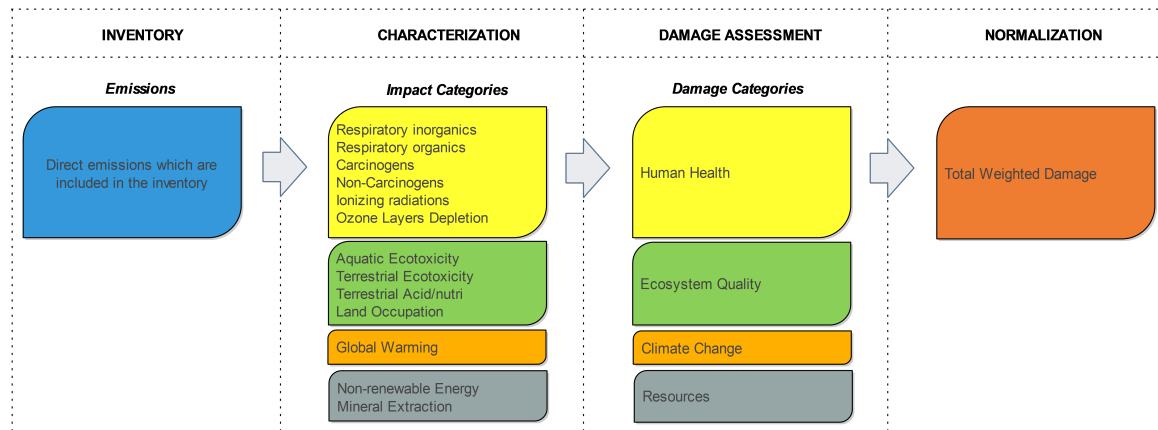 INVENTORY
CHARACTERIZATION
DAMAGE ASSESSMENT
NORMALIZATION
Emissions
Impact Categories
Damage Categories
Direct emissions which are
included in the inventory
Respiratory inorganics
Respiratory organics
Carcinogens
Non-Carcinogens
Ionizing radiations
Ozone Layers Depletion
Human Health
Total Weighted Damage
Aquatic Ecotoxicity
Terrestrial Ecotoxicity
Terrestrial Acid/nutri
Land Occupation
Ecosystem Quality
Global Warming
Climate Change
Non-renewable Energy
Mineral Extraction
Resources